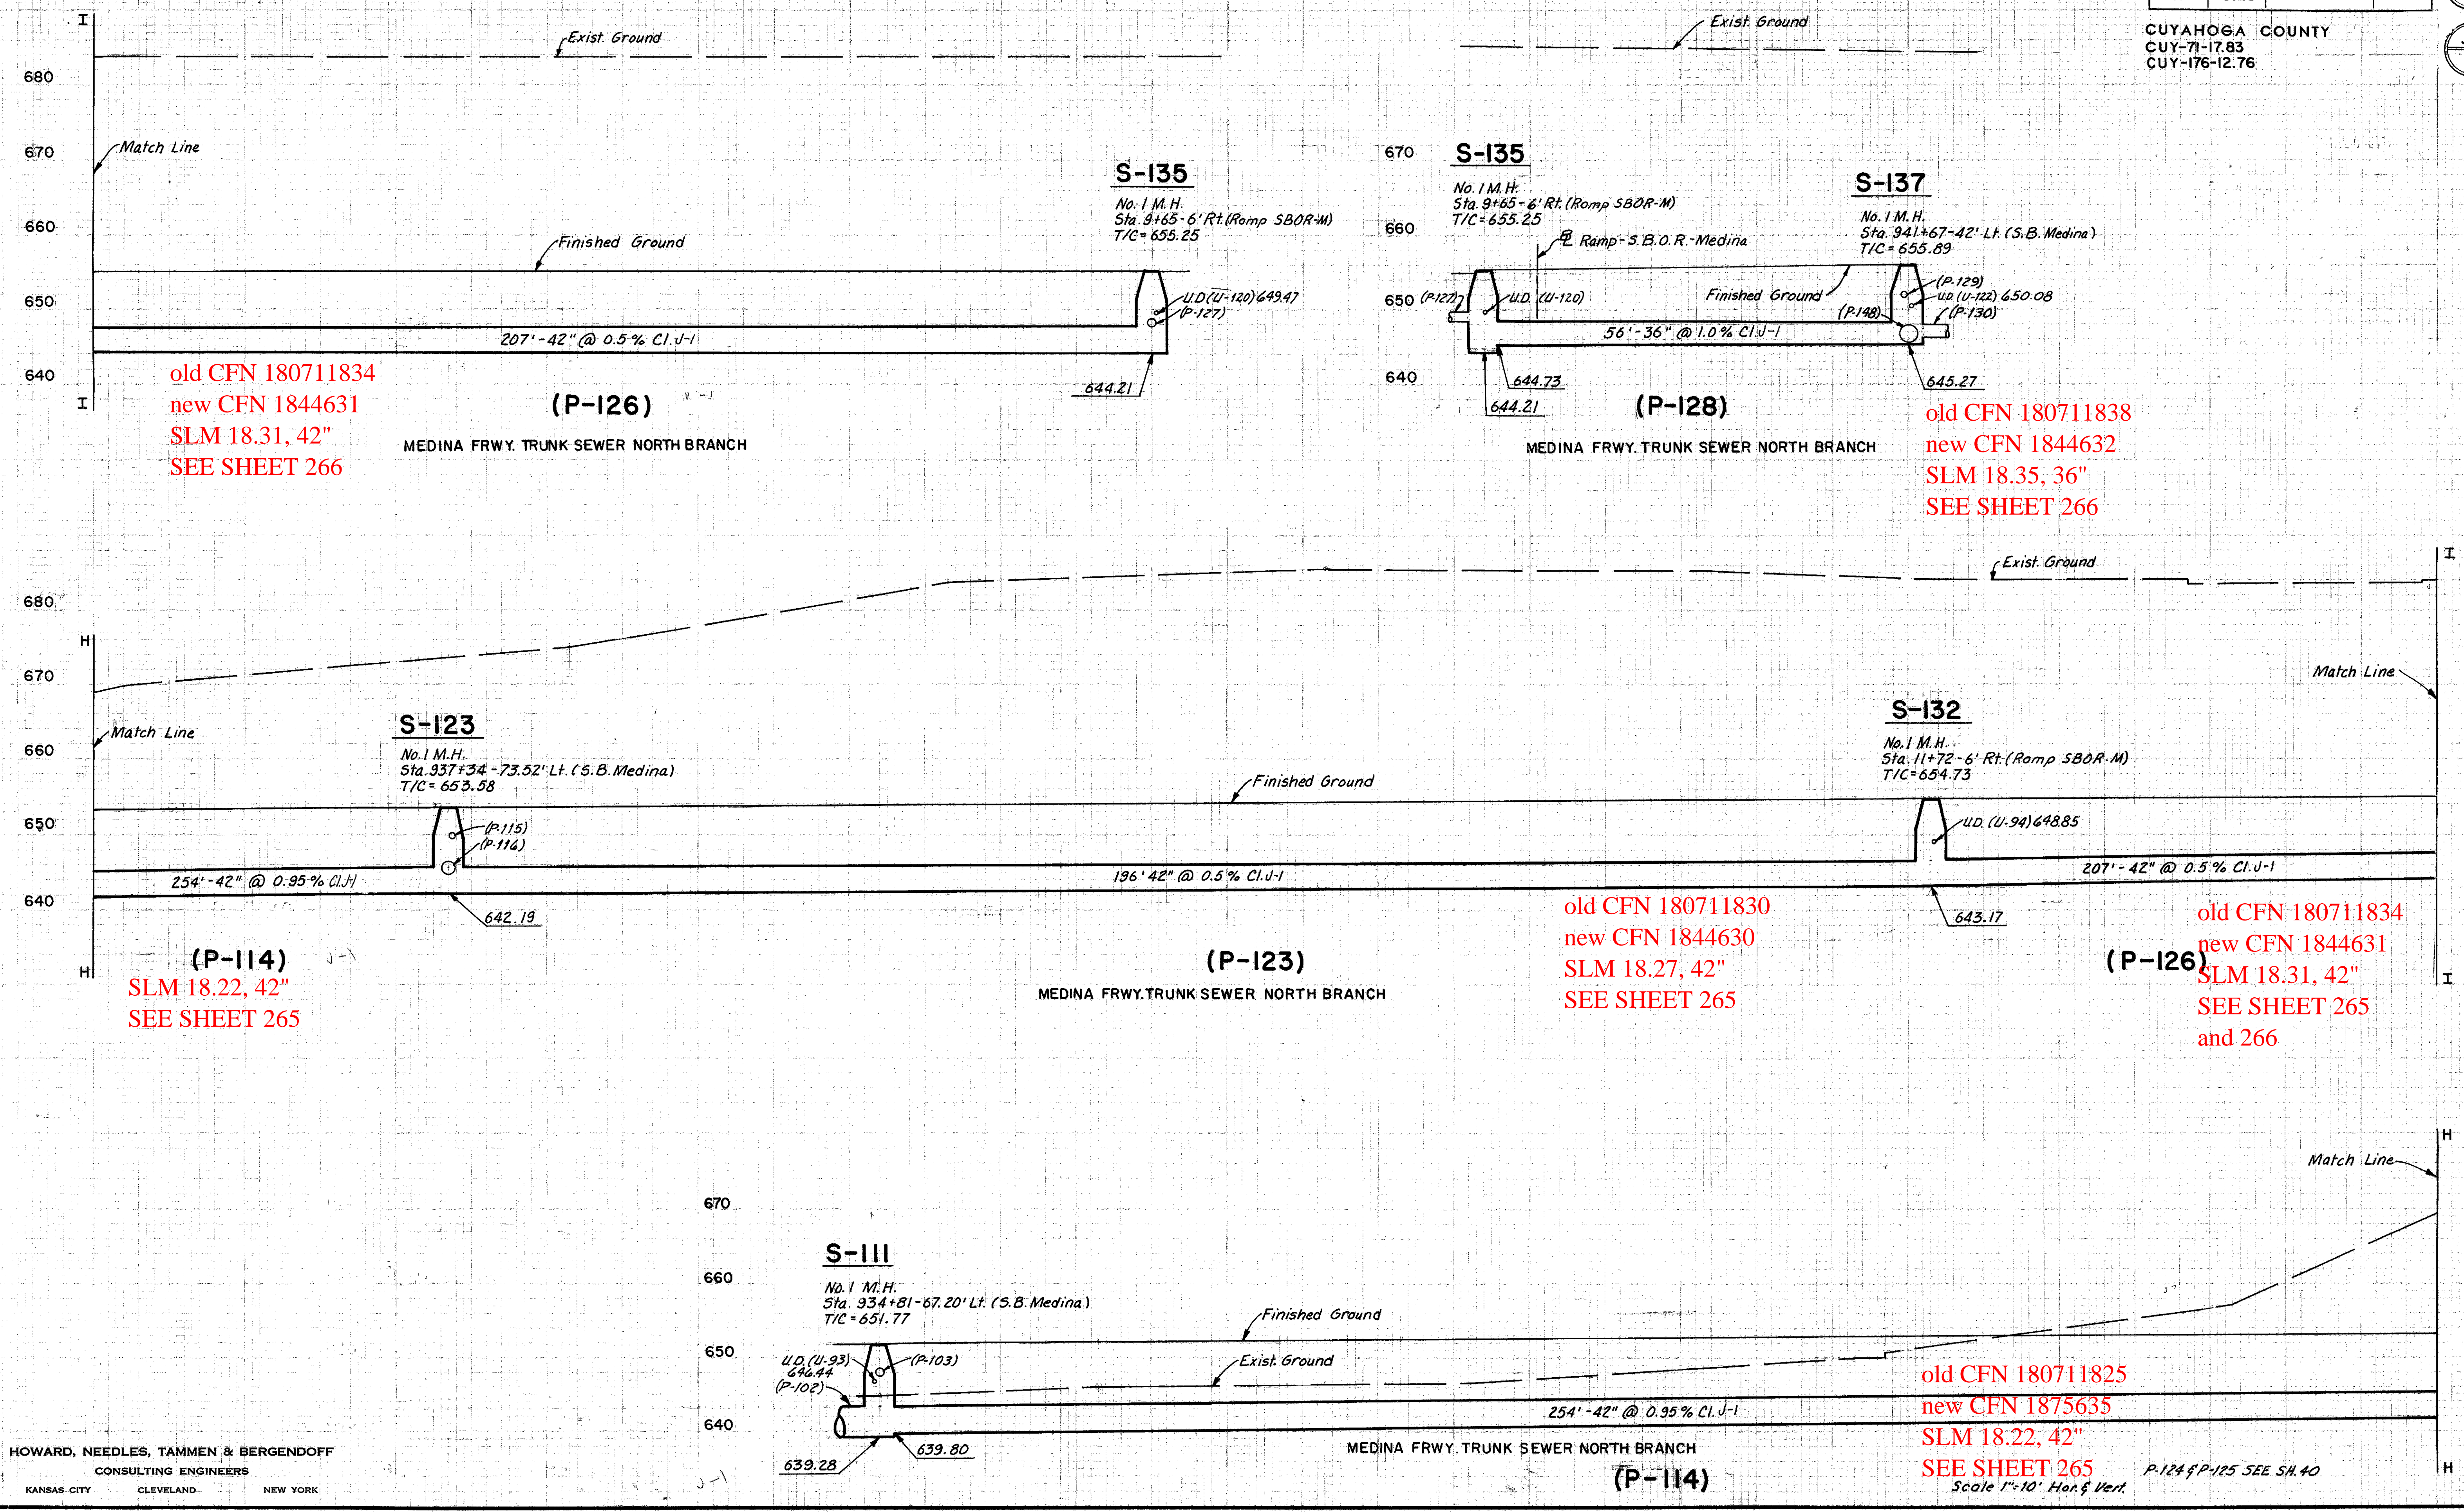 CUYAHOGA COUNTY
CUY-71-17.83
CUY-176-12.76
I
Exist. Ground
Exist. Ground
680
670
Match Line
660
650
640
I
Finished Ground
S-135
No. 1 M.H.
Sta. 9+65-6' Rt. (Ramp SBOR-M)
T/C=655.25
U.D. (U-120) 649.47
(P-127)
207'-42" @ 0.5% Cl. J-1
644.21
old CFN 180711834
new CFN 1844631
SLM 18.31, 42"
SEE SHEET 266
(P-126)
MEDINA FRWY. TRUNK SEWER NORTH BRANCH
670
660
650
640
S-135
No. 1 M.H.
Sta. 9+65-6' Rt. (Ramp SBOR-M)
T/C=655.25
℄ Ramp-S.B.O.R.-Medina
(P-127)
U.D. (U-120)
Finished Ground
S-137
No. 1 M.H.
Sta. 941+67-42' Lt. (S.B. Medina)
T/C=655.89
(P-129)
U.D. (U-122) 650.08
(P-130)
(P-148)
56'-36" @ 1.0% Cl. J-1
644.73
644.21
645.27
(P-128)
MEDINA FRWY. TRUNK SEWER NORTH BRANCH
old CFN 180711838
new CFN 1844632
SLM 18.35, 36"
SEE SHEET 266
I
Exist. Ground
680
H
670
Match Line
660
650
640
H
Match Line
S-123
No. 1 M.H.
Sta. 937+34-73.52' Lt. (S.B. Medina)
T/C=653.58
(P-115)
(P-116)
Finished Ground
S-132
No. 1 M.H.
Sta. 11+72-6' Rt. (Ramp SBOR-M)
T/C=654.73
U.D. (U-94) 648.85
254'-42" @ 0.95% Cl. J-1
196' 42" @ 0.5% Cl. J-1
207'-42" @ 0.5% Cl. J-1
642.19
643.17
(P-114)
J-1
SLM 18.22, 42"
SEE SHEET 265
(P-123)
MEDINA FRWY. TRUNK SEWER NORTH BRANCH
old CFN 180711830
new CFN 1844630
SLM 18.27, 42"
SEE SHEET 265
(P-126)
old CFN 180711834
new CFN 1844631
SLM 18.31, 42"
SEE SHEET 265
and 266
I
H
Match Line
670
660
650
640
S-111
No. 1 M.H.
Sta. 934+81-67.20' Lt. (S.B. Medina)
T/C=651.77
Finished Ground
U.D. (U-93)
646.44
(P-102)
(P-103)
Exist. Ground
254'-42" @ 0.95% Cl. J-1
639.28
639.80
J-1
MEDINA FRWY. TRUNK SEWER NORTH BRANCH
(P-114)
old CFN 180711825
new CFN 1875635
SLM 18.22, 42"
SEE SHEET 265
P-124 & P-125 SEE SH. 40
Scale 1"=10' Hor. & Vert.
H
HOWARD, NEEDLES, TAMMEN & BERGENDOFF
CONSULTING ENGINEERS
KANSAS CITY CLEVELAND NEW YORK